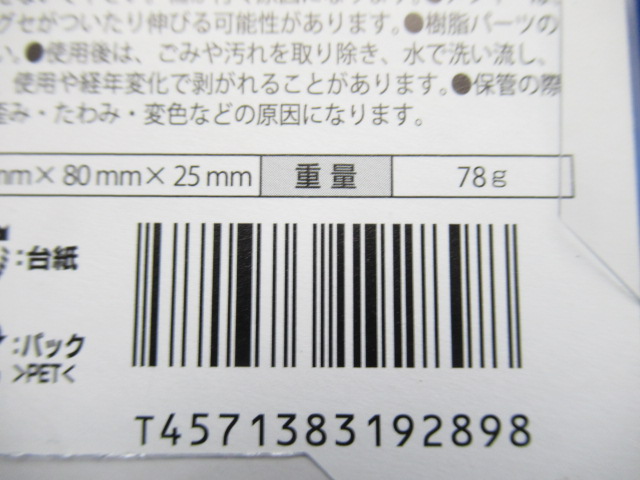 グセがついたり伸びる可能性があります。●樹脂パーツの
い。●使用後は、ごみや汚れを取り除き、水で洗い流し、
使用や経年変化で剥がれることがあります。●保管の際
歪み・たわみ・変色などの原因になります。
mm×80mm×25mm 重量 78g
:台紙
:パック
>PET<
T4571383192898